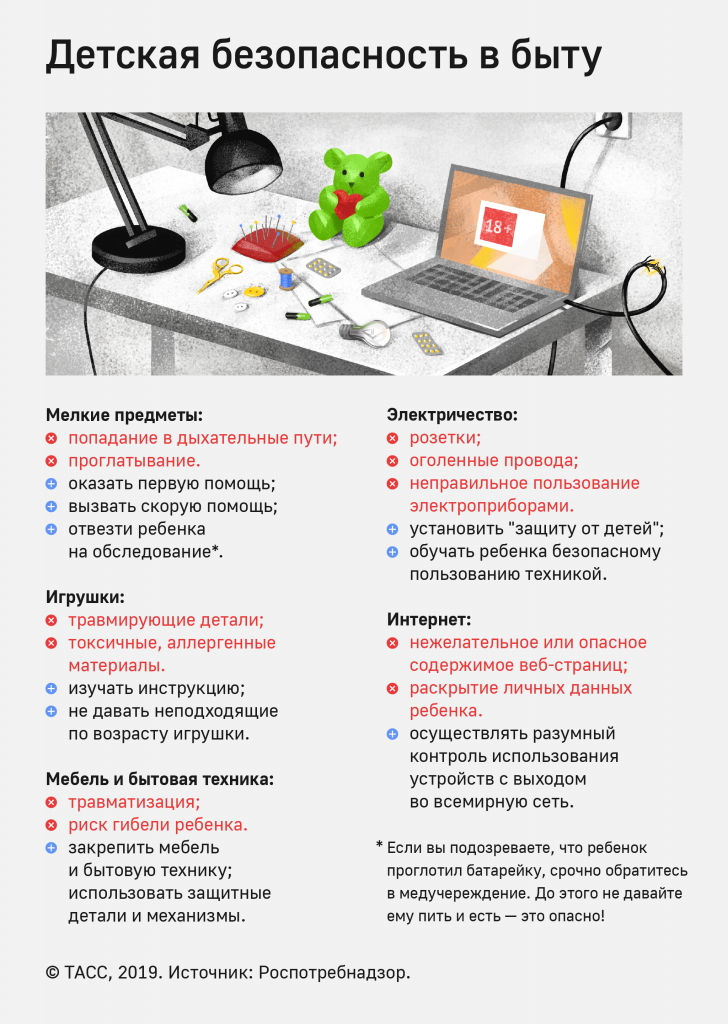 Детская безопасность в быту
18+
Мелкие предметы:
попадание в дыхательные пути;
проглатывание.
оказать первую помощь;
вызвать скорую помощь;
отвезти ребенка
на обследование*.
Игрушки:
травмирующие детали;
токсичные, аллергенные
материалы.
изучать инструкцию;
не давать неподходящие
по возрасту игрушки.
Мебель и бытовая техника:
травматизация;
риск гибели ребенка.
закрепить мебель
и бытовую технику;
использовать защитные
детали и механизмы.
Электричество:
розетки;
оголенные провода;
неправильное пользование
электроприборами.
установить "защиту от детей";
обучать ребенка безопасному
пользованию техникой.
Интернет:
нежелательное или опасное
содержимое веб-страниц;
раскрытие личных данных
ребенка.
осуществлять разумный
контроль использования
устройств с выходом
во всемирную сеть.
* Если вы подозреваете, что ребенок
проглотил батарейку, срочно обратитесь
в медучереждение. До этого не давайте
ему пить и есть — это опасно!
© ТАСС, 2019. Источник: Роспотребнадзор.